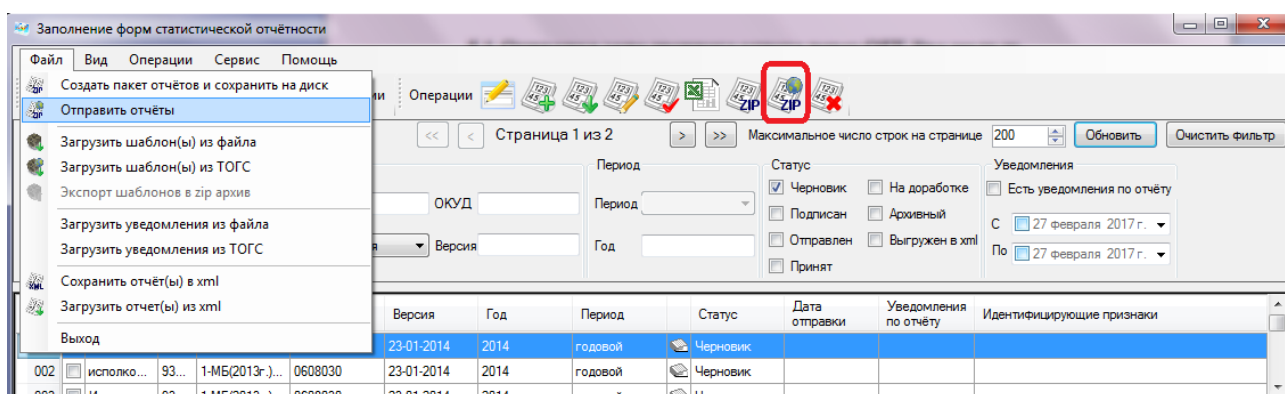 Заполнение форм статистической отчётности
Файл Вид Операции Сервис Помощь
Создать пакет отчётов и сохранить на диск
Отправить отчёты
Загрузить шаблон(ы) из файла
Загрузить шаблон(ы) из ТОГС
Экспорт шаблонов в zip архив
Загрузить уведомления из файла
Загрузить уведомления из ТОГС
Сохранить отчёт(ы) в xml
Загрузить отчет(ы) из xml
Выход
Операции ZIP ZIP
<< < Страница 1 из 2 > >> Максимальное число строк на странице 200 Обновить Очистить фильтр
Период Статус Уведомления
ОКУД Период Черновик На доработке Есть уведомления по отчёту
Подписан Архивный С 27 февраля 2017 г.
Версия Год Отправлен Выгружен в xml По 27 февраля 2017 г.
Принят
Версия Год Период Статус Дата отправки Уведомления по отчёту Идентифицирующие признаки
23-01-2014 2014 годовой Черновик
002 исполко... 93... 1-МБ(2013г.)... 0608030 23-01-2014 2014 годовой Черновик